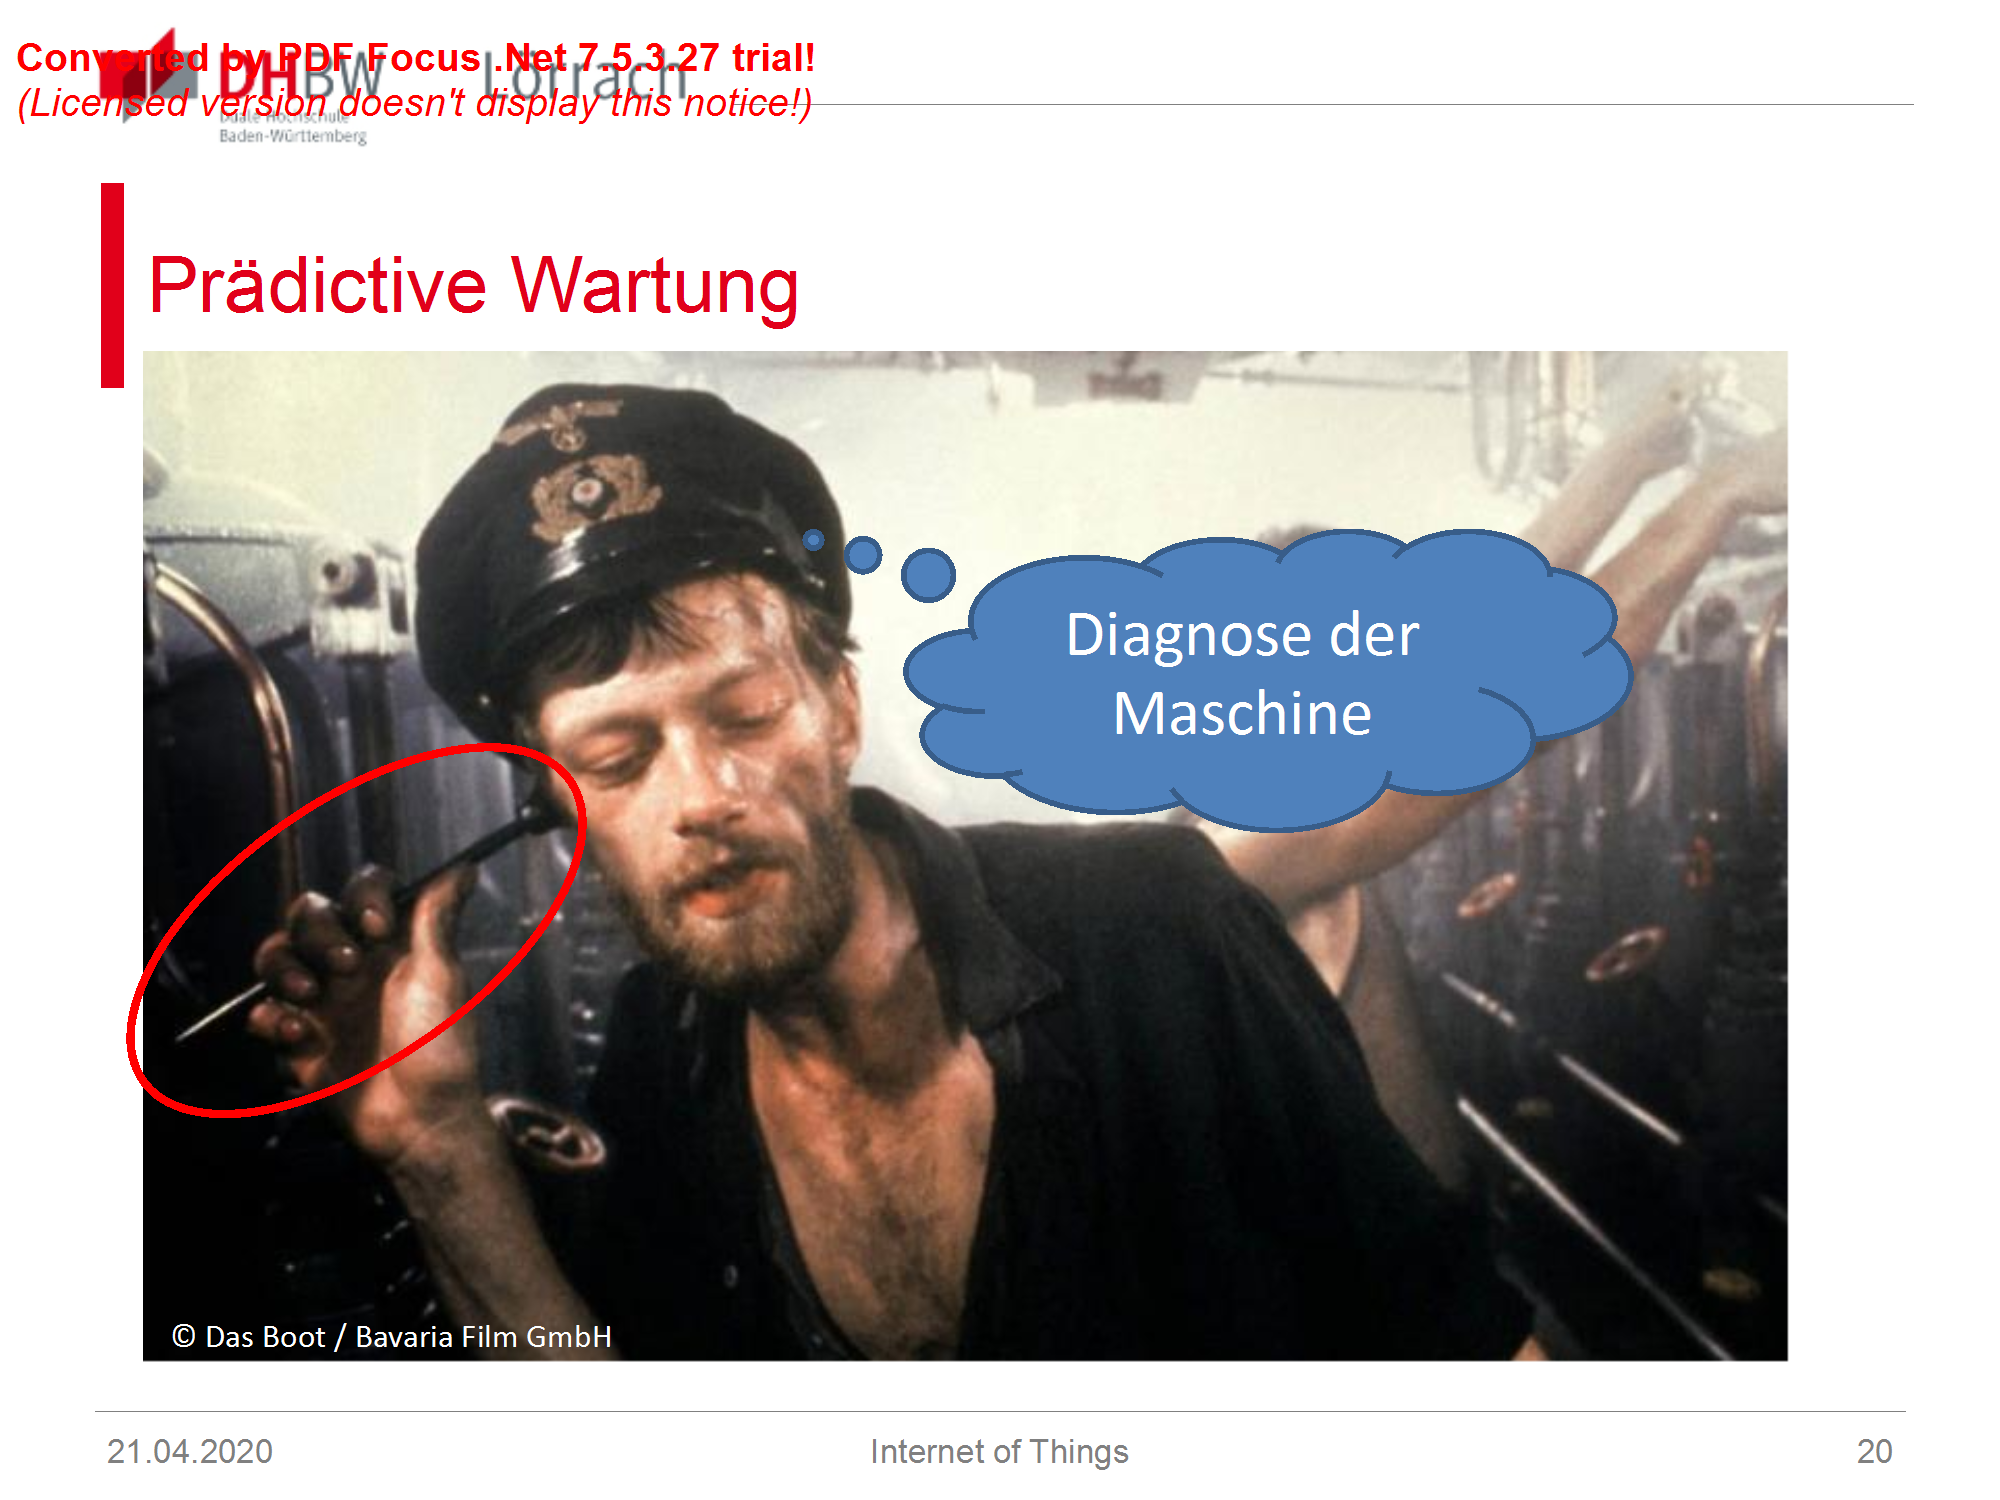 Converted by PDF Focus .Net 7.5.3.27 trial!
(Licensed version doesn't display this notice!)
DHBW Lörrach
Duale Hochschule
Baden-Württemberg
Prädictive Wartung
Diagnose der
Maschine
© Das Boot / Bavaria Film GmbH
21.04.2020 Internet of Things 20